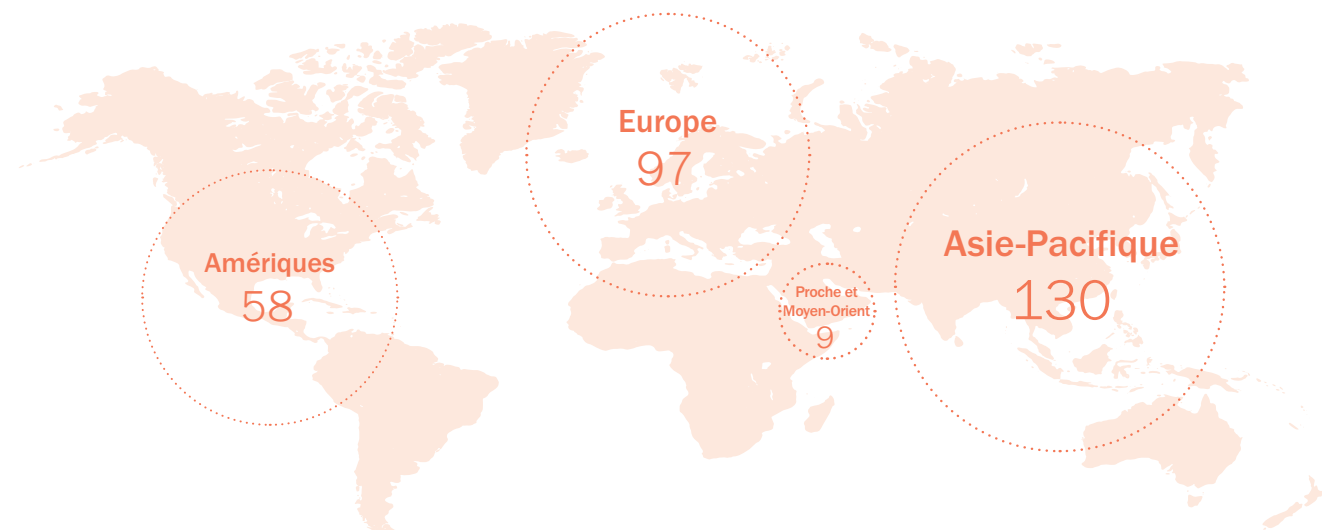 Europe
97
Amériques
58
Proche et
Moyen-Orient
9
Asie-Pacifique
130